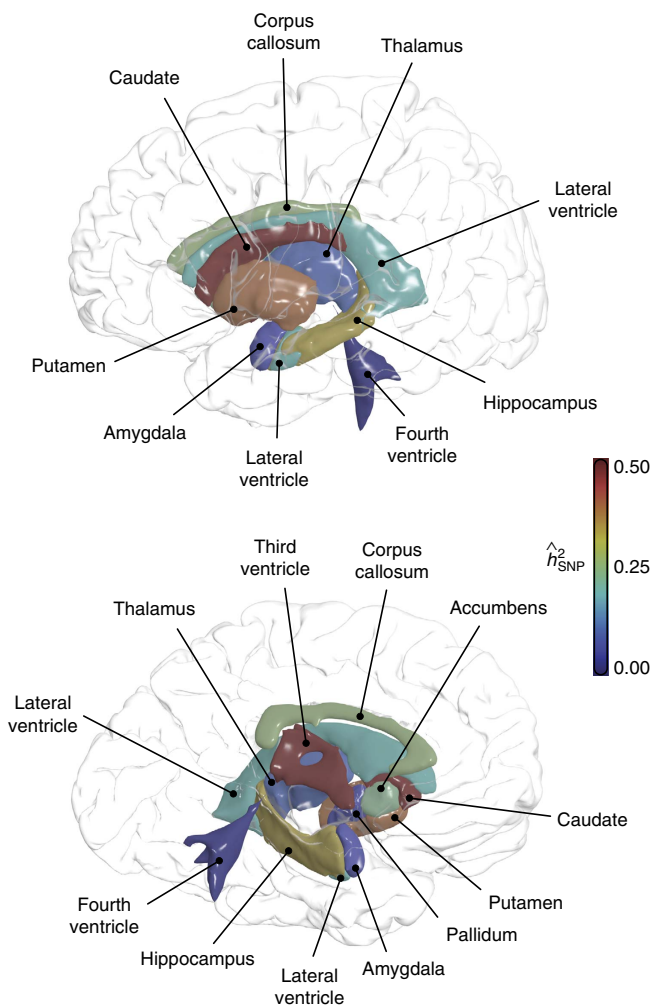 Corpus
callosum
Thalamus
Caudate
Lateral
ventricle
Putamen
Hippocampus
Amygdala
Fourth
ventricle
Lateral
ventricle
0.50
ĥ²SNP
0.25
0.00
Third
ventricle
Corpus
callosum
Thalamus
Accumbens
Lateral
ventricle
Caudate
Putamen
Fourth
ventricle
Pallidum
Hippocampus
Amygdala
Lateral
ventricle